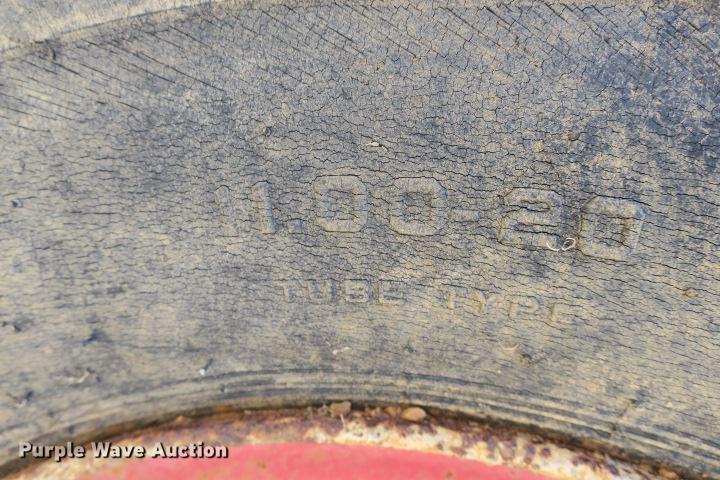 11.00-20
TUBE TYPE
Purple Wave Auction